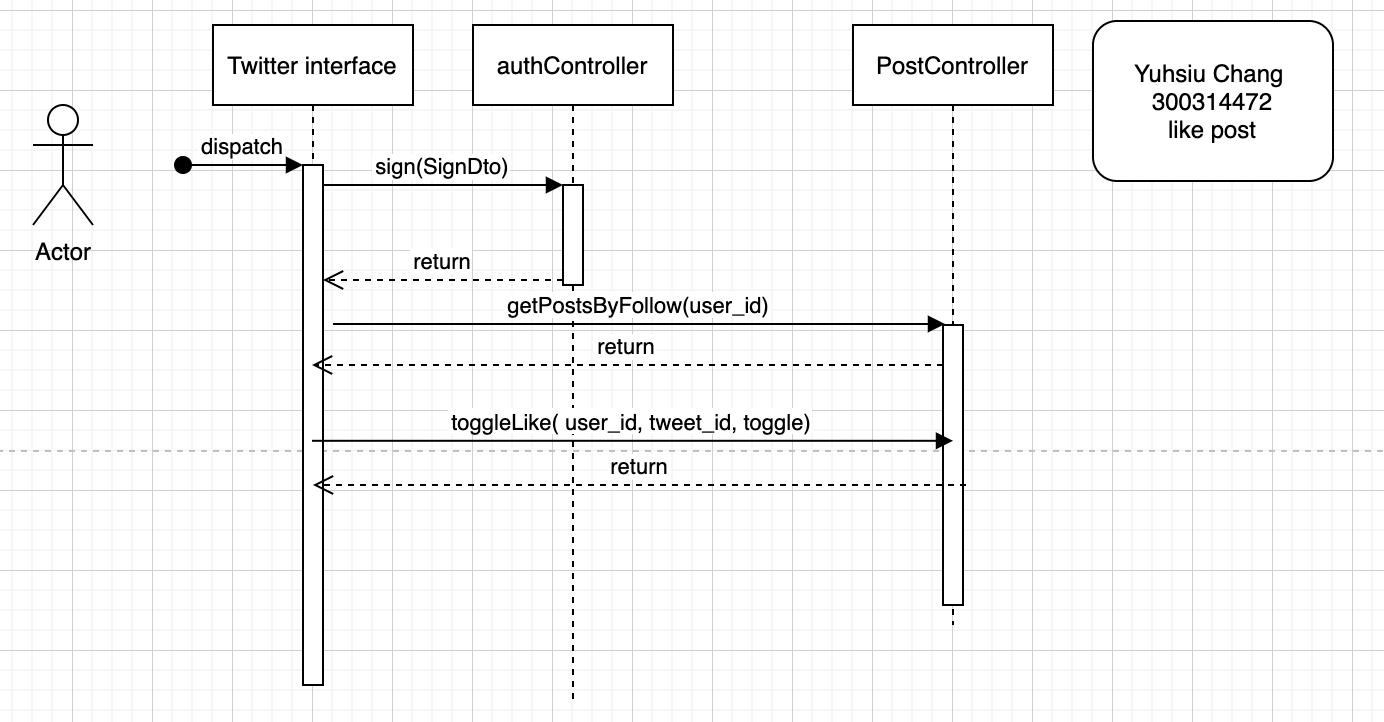 Twitter interface
authController
PostController
Yuhsiu Chang
300314472
like post
dispatch
sign(SignDto)
Actor
return
getPostsByFollow(user_id)
return
toggleLike( user_id, tweet_id, toggle)
return